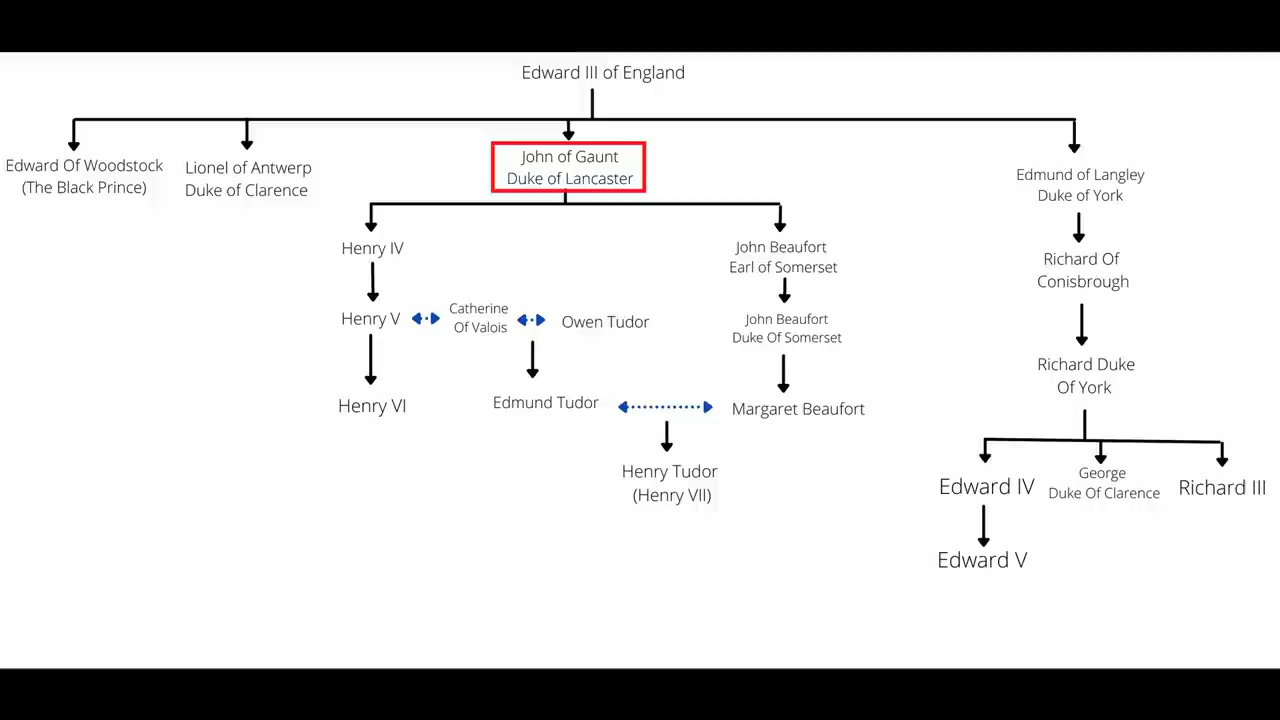 Edward III of England
Edward Of Woodstock
(The Black Prince)
Lionel of Antwerp
Duke of Clarence
John of Gaunt
Duke of Lancaster
Edmund of Langley
Duke of York
Henry IV
John Beaufort
Earl of Somerset
Richard Of
Conisbrough
Henry V
Catherine
Of Valois
Owen Tudor
John Beaufort
Duke Of Somerset
Richard Duke
Of York
Henry VI
Edmund Tudor
Margaret Beaufort
Henry Tudor
(Henry VII)
Edward IV
George
Duke Of Clarence
Richard III
Edward V